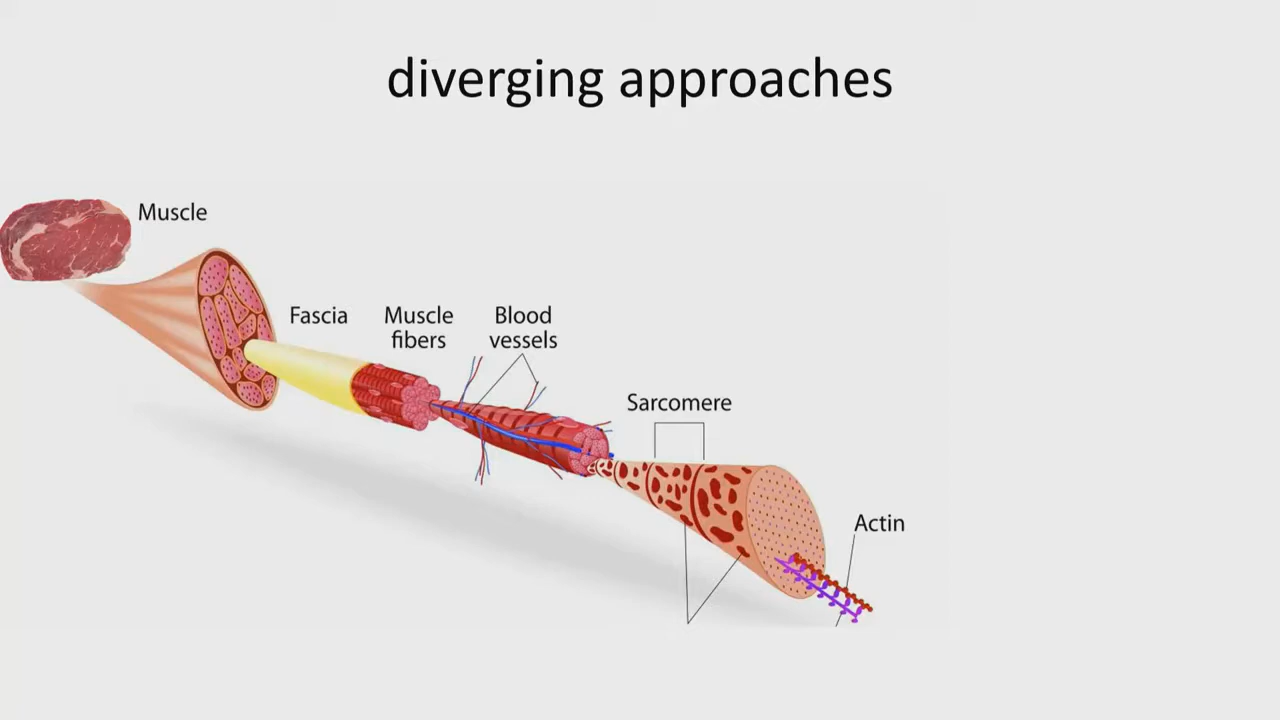 diverging approaches
Muscle
Fascia
Muscle
fibers
Blood
vessels
Sarcomere
Actin